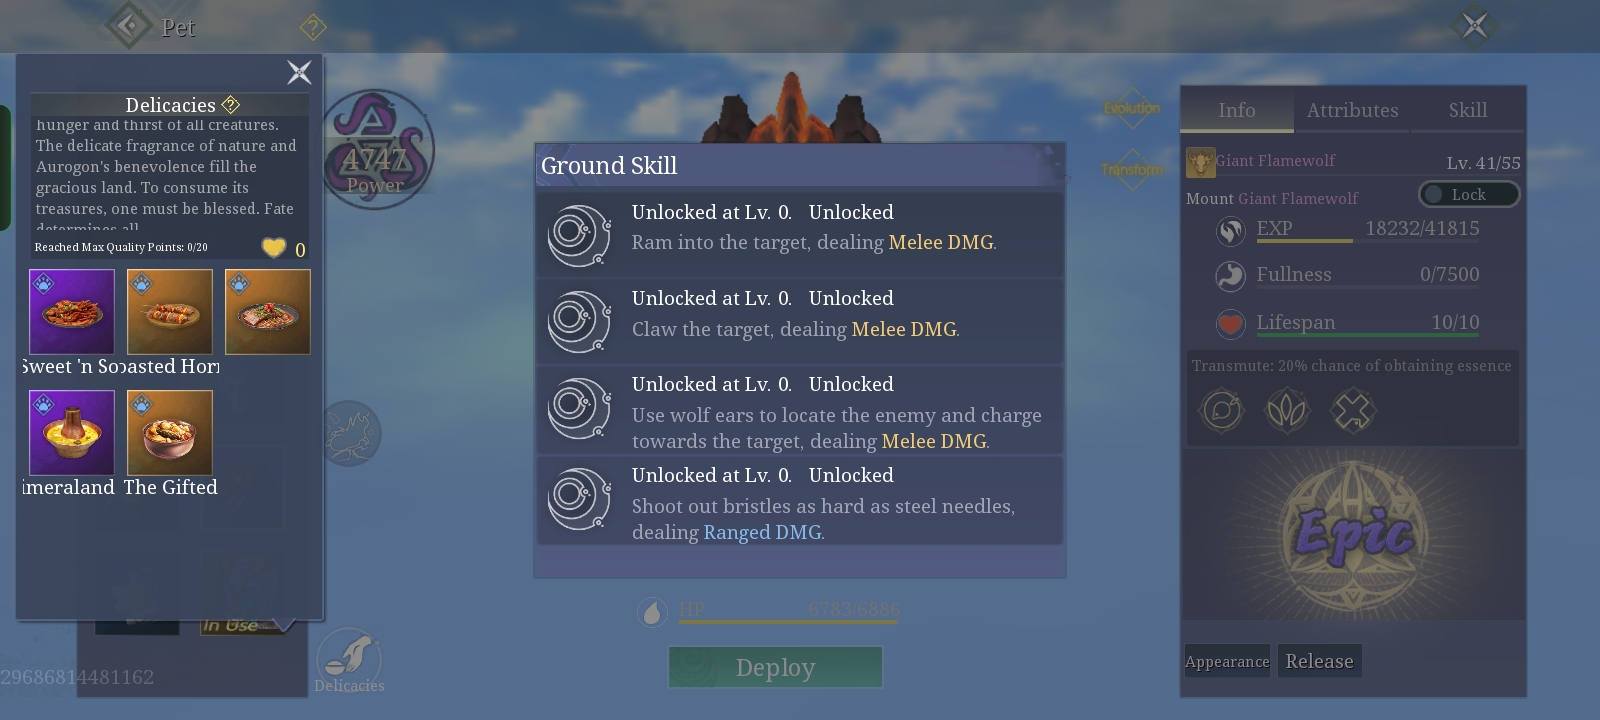 Pet
Delicacies
hunger and thirst of all creatures.
The delicate fragrance of nature and
Aurogon's benevolence fill the
gracious land. To consume its
treasures, one must be blessed. Fate
determines all
Reached Max Quality Points: 0/20
0
Sweet 'n So
oasted Horn
imeraland
The Gifted
In Use
29686814481162
4747
Power
Delicacies
Ground Skill
Unlocked at Lv. 0. Unlocked
Ram into the target, dealing Melee DMG.
Unlocked at Lv. 0. Unlocked
Claw the target, dealing Melee DMG.
Unlocked at Lv. 0. Unlocked
Use wolf ears to locate the enemy and charge
towards the target, dealing Melee DMG.
Unlocked at Lv. 0. Unlocked
Shoot out bristles as hard as steel needles,
dealing Ranged DMG.
HP 6783/6886
Deploy
Evolution
Transform
Info Attributes Skill
Giant Flamewolf Lv. 41/55
Mount Giant Flamewolf Lock
EXP 18232/41815
Fullness 0/7500
Lifespan 10/10
Transmute: 20% chance of obtaining essence
Epic
Appearance Release